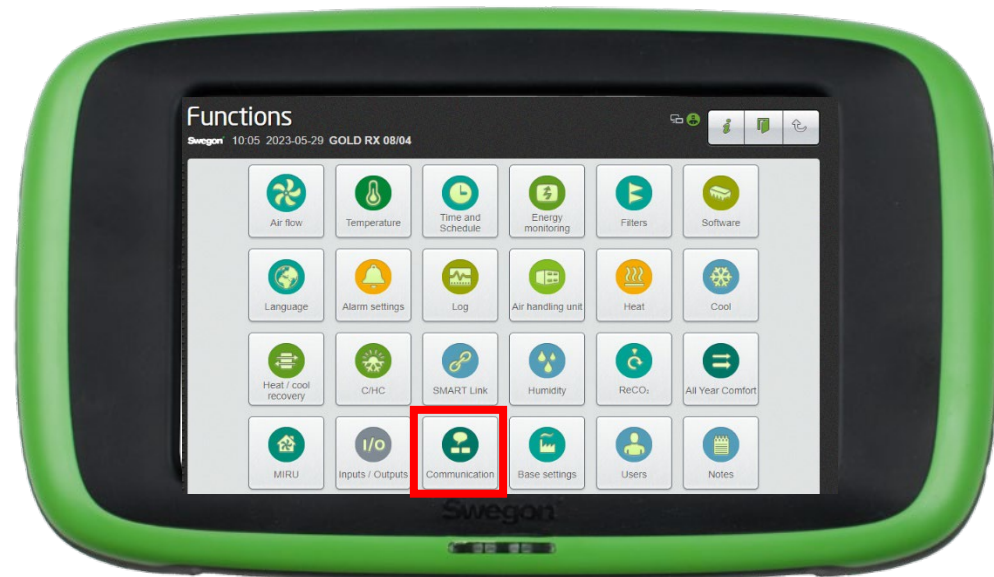 Functions
Swegon 10:05 2023-05-29 GOLD RX 08/04
Air flow
Temperature
Time and
Schedule
Energy
monitoring
Filters
Software
Language
Alarm settings
Log
Air handling unit
Heat
Cool
Heat / cool
recovery
C/HC
SMART Link
Humidity
ReCO₂
All Year Comfort
MIRU
I/O
Inputs / Outputs
Communication
Base settings
Users
Notes
Swegon